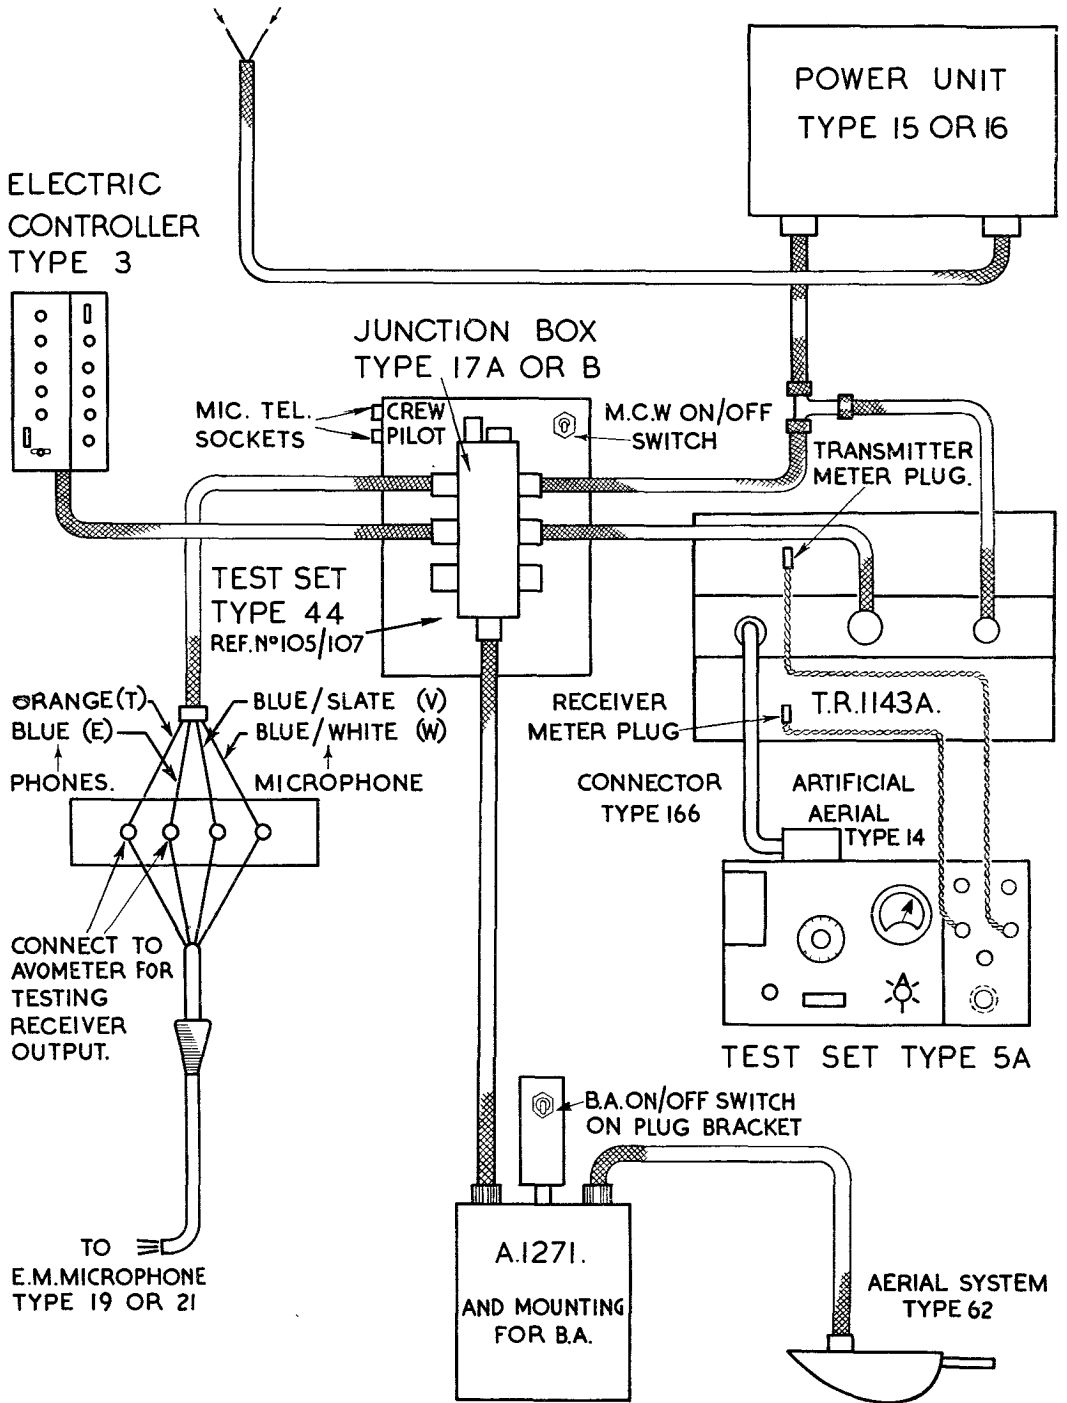 POWER UNIT
TYPE 15 OR 16
ELECTRIC
CONTROLLER
TYPE 3
JUNCTION BOX
TYPE 17A OR B
MIC. TEL.
SOCKETS
CREW
PILOT
M.C.W ON/OFF
SWITCH
TRANSMITTER
METER PLUG.
TEST SET
TYPE 44
REF. Nº 105/107
ORANGE (T)
BLUE (E)
PHONES.
BLUE/SLATE (V)
BLUE/WHITE (W)
MICROPHONE
RECEIVER
METER PLUG
T.R.1143A.
CONNECTOR
TYPE 166
ARTIFICIAL
AERIAL
TYPE 14
CONNECT TO
AVOMETER FOR
TESTING
RECEIVER
OUTPUT.
TEST SET TYPE 5A
B.A. ON/OFF SWITCH
ON PLUG BRACKET
TO
E.M. MICROPHONE
TYPE 19 OR 21
A.1271.
AND MOUNTING
FOR B.A.
AERIAL SYSTEM
TYPE 62